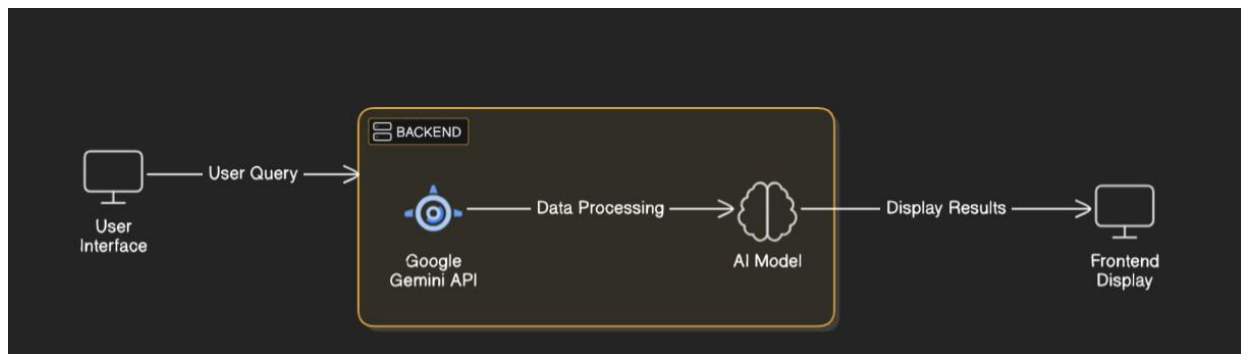 BACKEND
User Query
User
Interface
Data Processing
Google
Gemini API
AI Model
Display Results
Frontend
Display